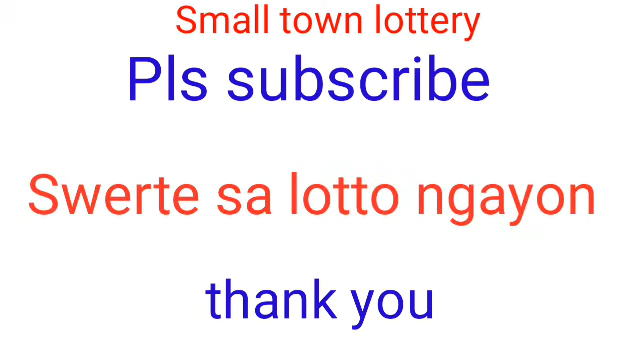 Small town lottery
Pls subscribe
Swerte sa lotto ngayon
thank you